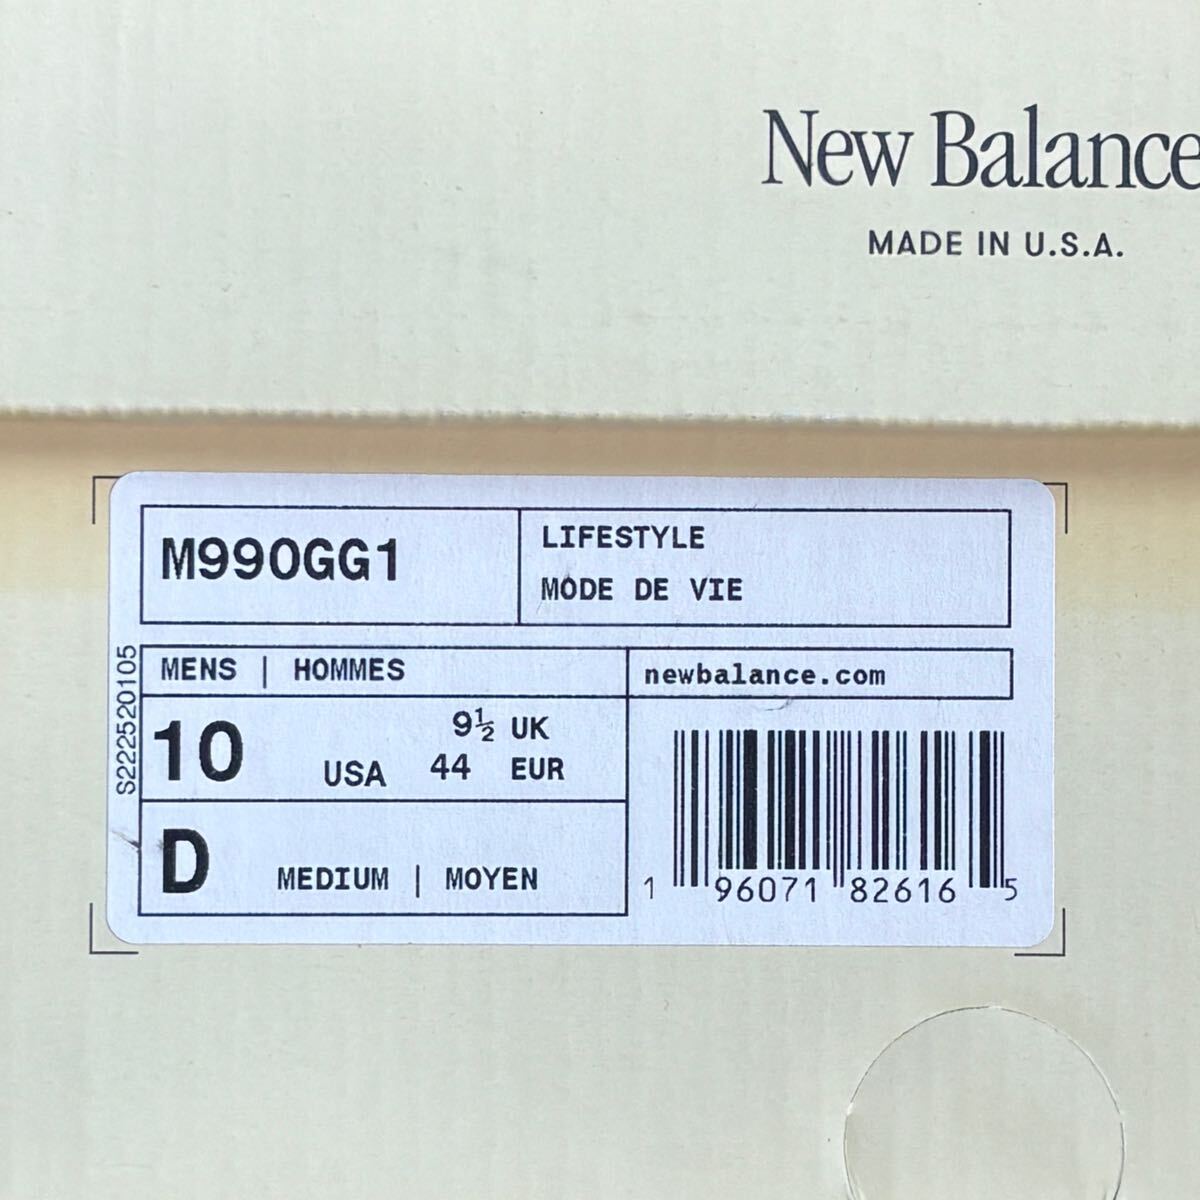 New Balance
MADE IN U.S.A.
M990GG1
LIFESTYLE
MODE DE VIE
S222520105
MENS | HOMMES
newbalance.com
10 USA
9½ UK
44 EUR
D MEDIUM | MOYEN
1 96071 82616 5